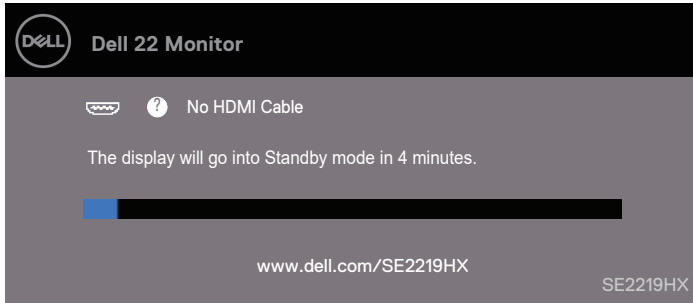 DELL
Dell 22 Monitor
? No HDMI Cable
The display will go into Standby mode in 4 minutes.
www.dell.com/SE2219HX
SE2219HX